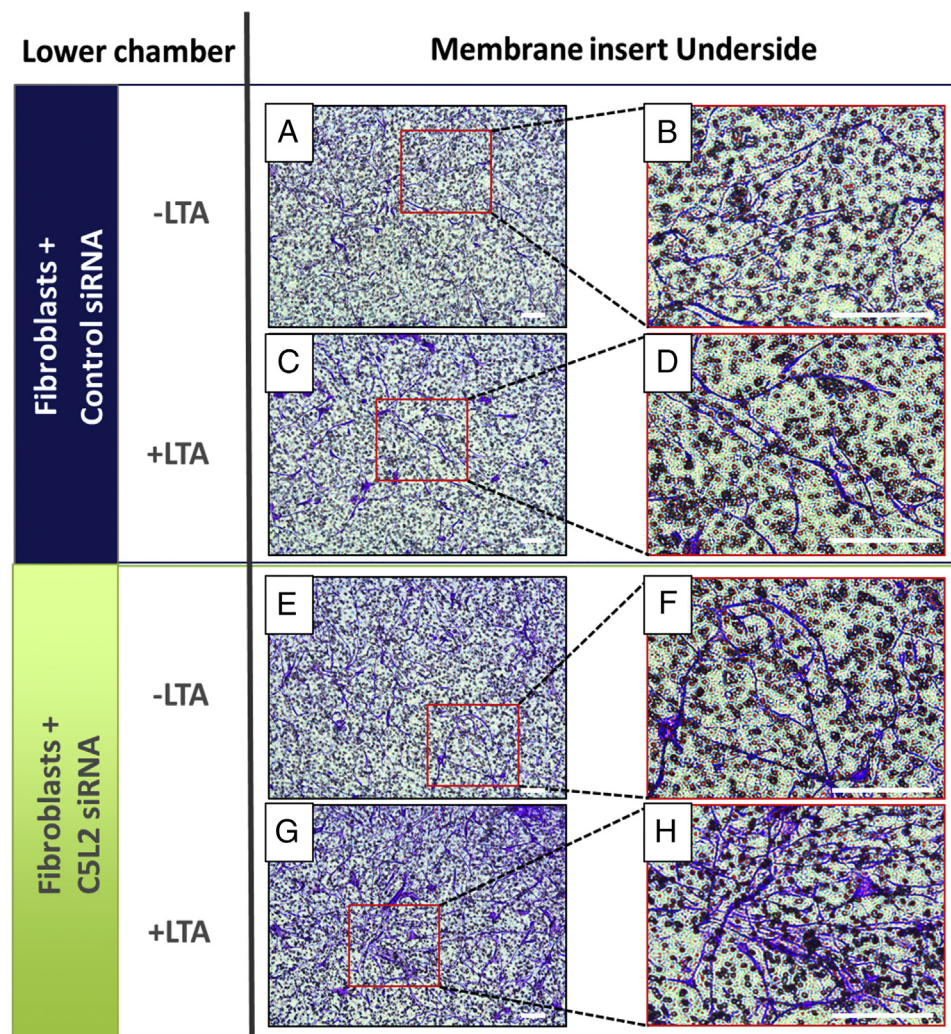 Lower chamber
Membrane insert Underside
Fibroblasts +
Control siRNA
-LTA
A
B
+LTA
C
D
Fibroblasts +
C5L2 siRNA
-LTA
E
F
+LTA
G
H